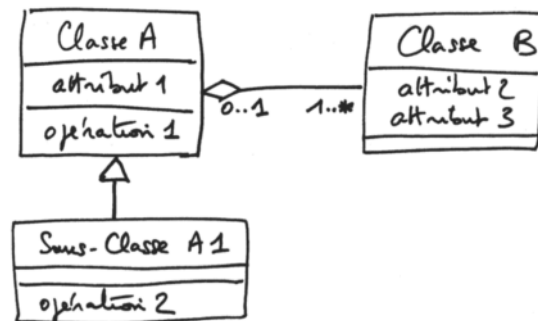 Classe A
attribut 1
opération 1
0..1
1..*
Classe B
attribut 2
attribut 3
Sous-Classe A1
opération 2